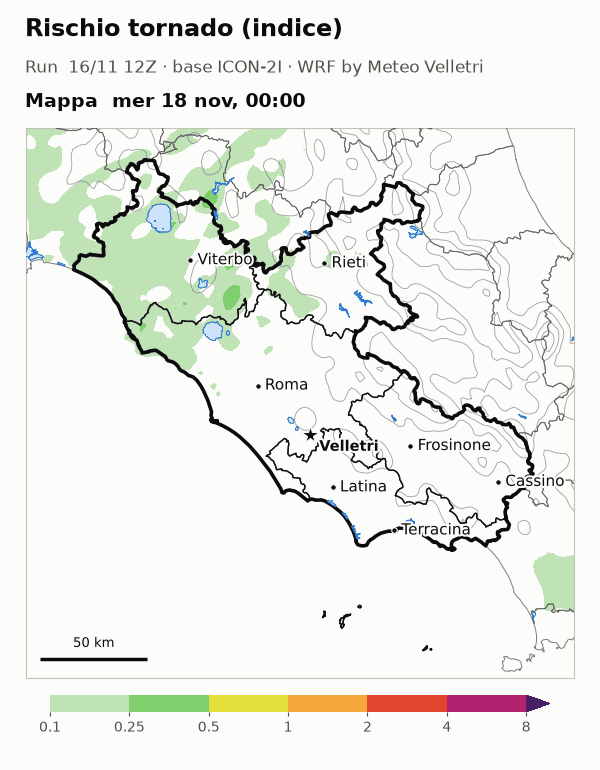 Rischio tornado (indice)
Run  16/11 12Z · base ICON-2I · WRF by Meteo Velletri
Mappa  mer 18 nov, 00:00
Viterbo
Rieti
Roma
Velletri
Frosinone
Latina
Cassino
Terracina
50 km
0.1 0.25 0.5 1 2 4 8